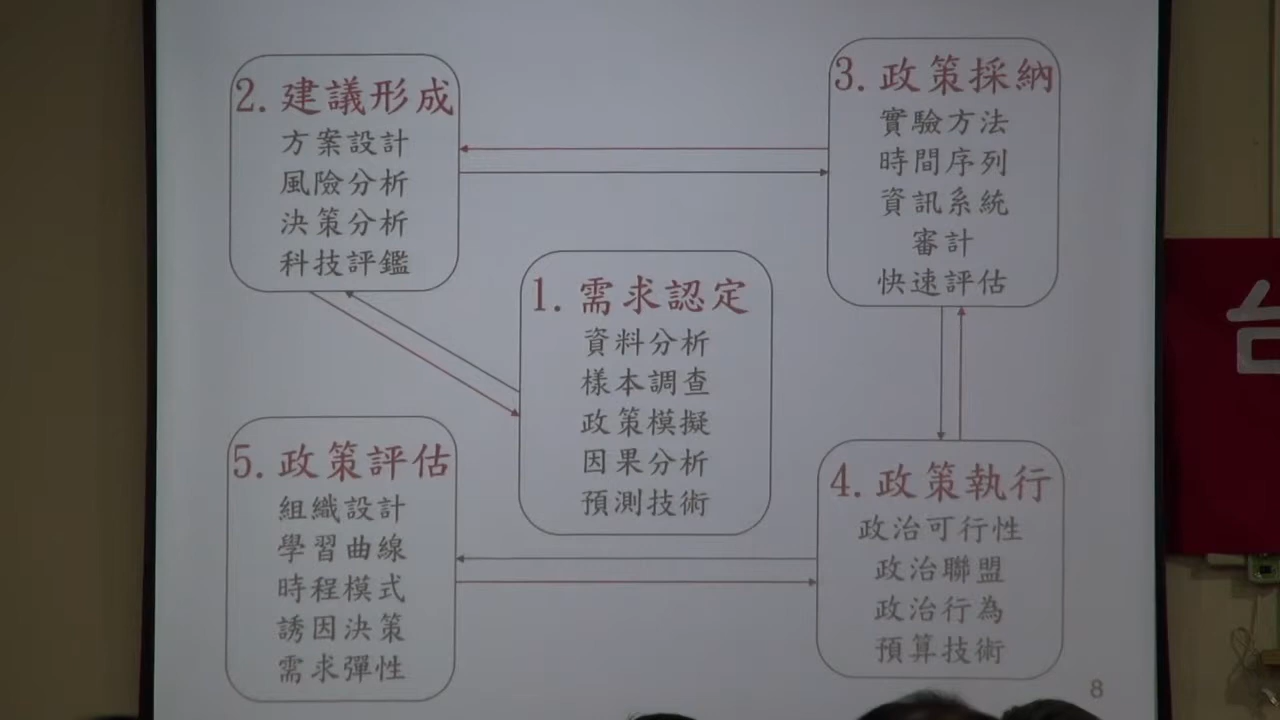 2. 建議形成
方案設計
風險分析
決策分析
科技評鑑
3. 政策採納
實驗方法
時間序列
資訊系統
審計
快速評估
1. 需求認定
資料分析
樣本調查
政策模擬
因果分析
預測技術
5. 政策評估
組織設計
學習曲線
時程模式
誘因決策
需求彈性
4. 政策執行
政治可行性
政治聯盟
政治行為
預算技術
8
台